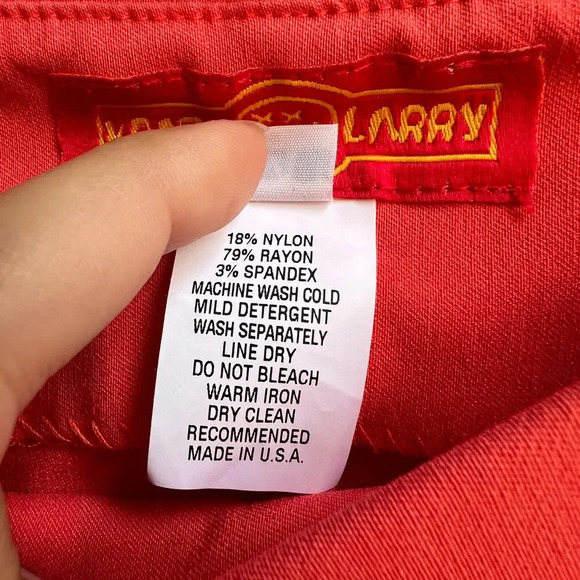 LARRY
18% NYLON
79% RAYON
3% SPANDEX
MACHINE WASH COLD
MILD DETERGENT
WASH SEPARATELY
LINE DRY
DO NOT BLEACH
WARM IRON
DRY CLEAN
RECOMMENDED
MADE IN U.S.A.